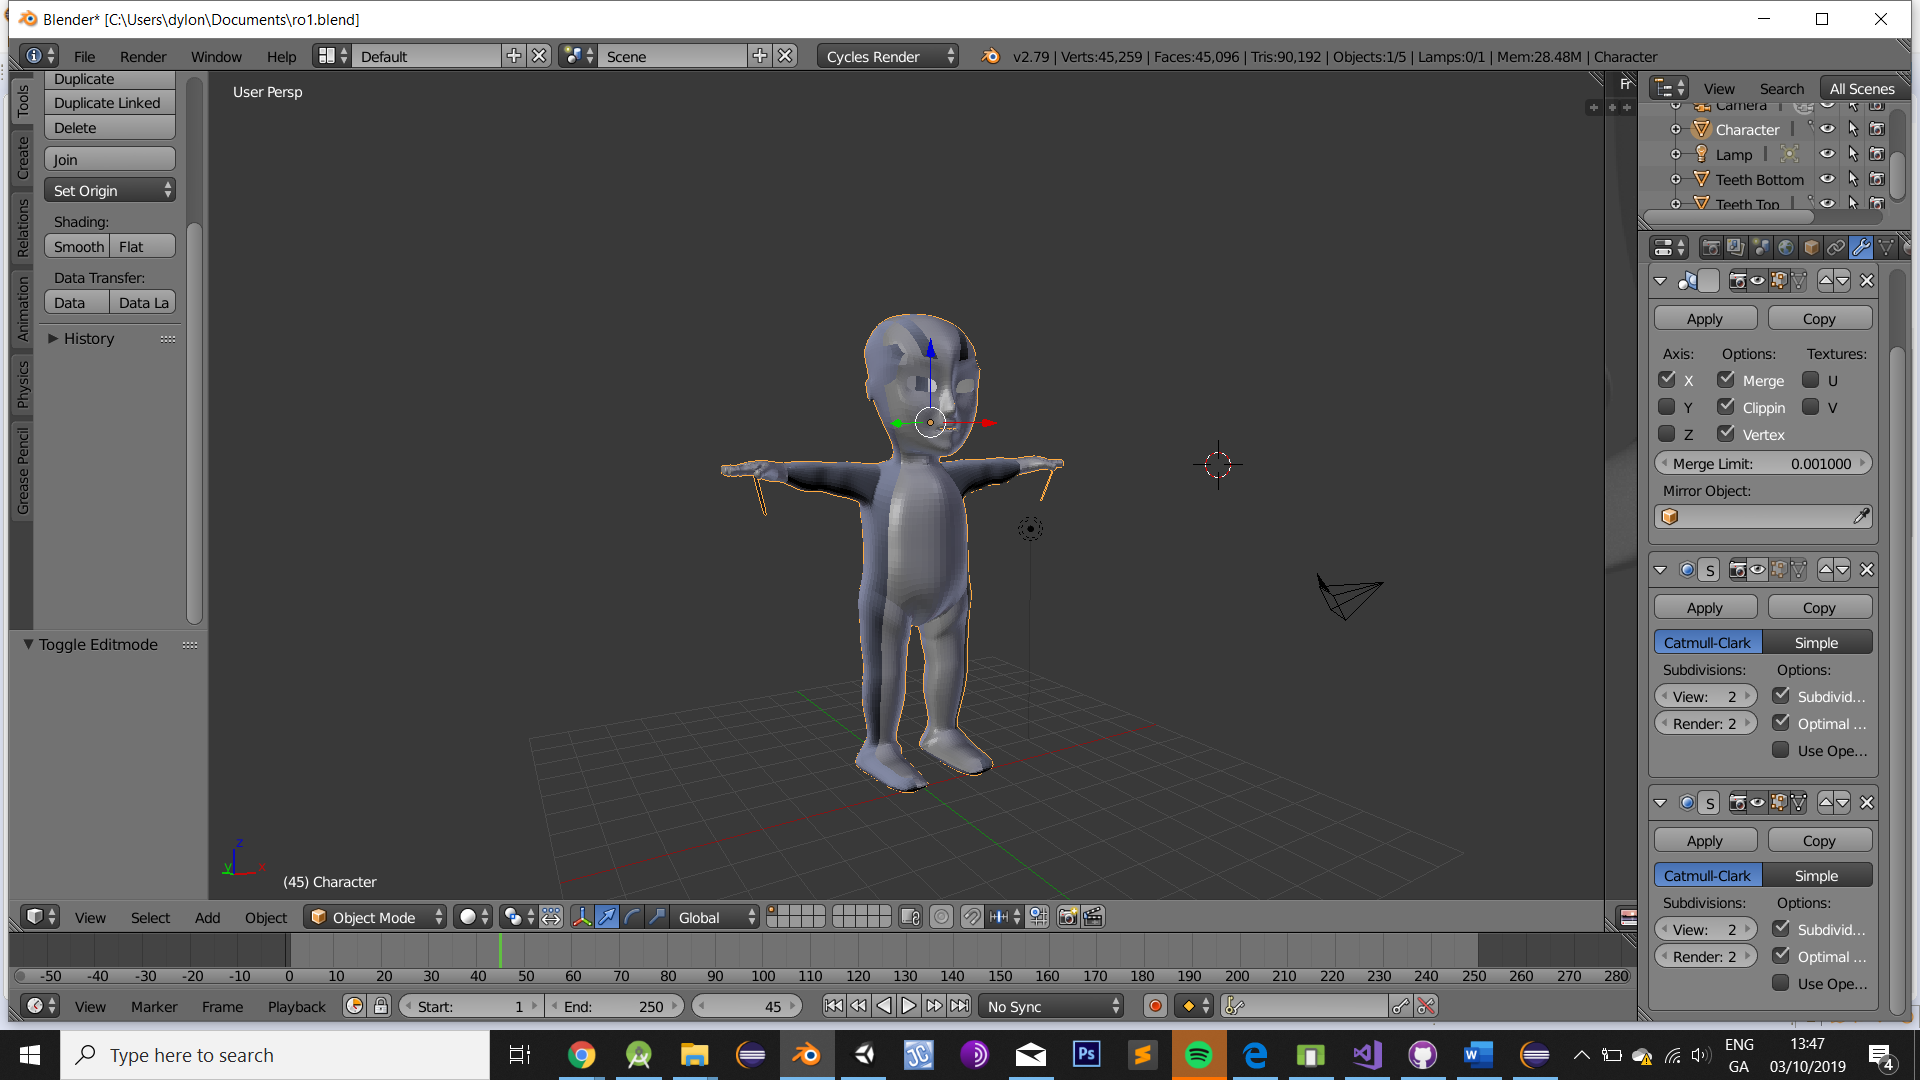 Blender* [C:\Users\dylon\Documents\ro1.blend]
File Render Window Help Default Scene Cycles Render v2.79 | Verts:45,259 | Faces:45,096 | Tris:90,192 | Objects:1/5 | Lamps:0/1 | Mem:28.48M | Character
Tools
Create
Relations
Animation
Physics
Grease Pencil
Duplicate
Duplicate Linked
Delete
Join
Set Origin
Shading:
Smooth Flat
Data Transfer:
Data Data La
History
Toggle Editmode
User Persp
(45) Character
z
y x
Fr
View Search All Scenes
Camera
Character
Lamp
Teeth Bottom
Teeth Top
Apply Copy
Axis: Options: Textures:
X Merge U
Y Clippin V
Z Vertex
Merge Limit: 0.001000
Mirror Object:
S
Apply Copy
Catmull-Clark Simple
Subdivisions: Options:
View: 2 Subdivid...
Render: 2 Optimal ...
Use Ope...
S
Apply Copy
Catmull-Clark Simple
Subdivisions: Options:
View: 2 Subdivid...
Render: 2 Optimal ...
Use Ope...
View Select Add Object Object Mode Global
-50 -40 -30 -20 -10 0 10 20 30 40 50 60 70 80 90 100 110 120 130 140 150 160 170 180 190 200 210 220 230 240 250 260 270 280
View Marker Frame Playback Start: 1 End: 250 45 No Sync
Type here to search
Ps
ENG
GA
13:47
03/10/2019
4